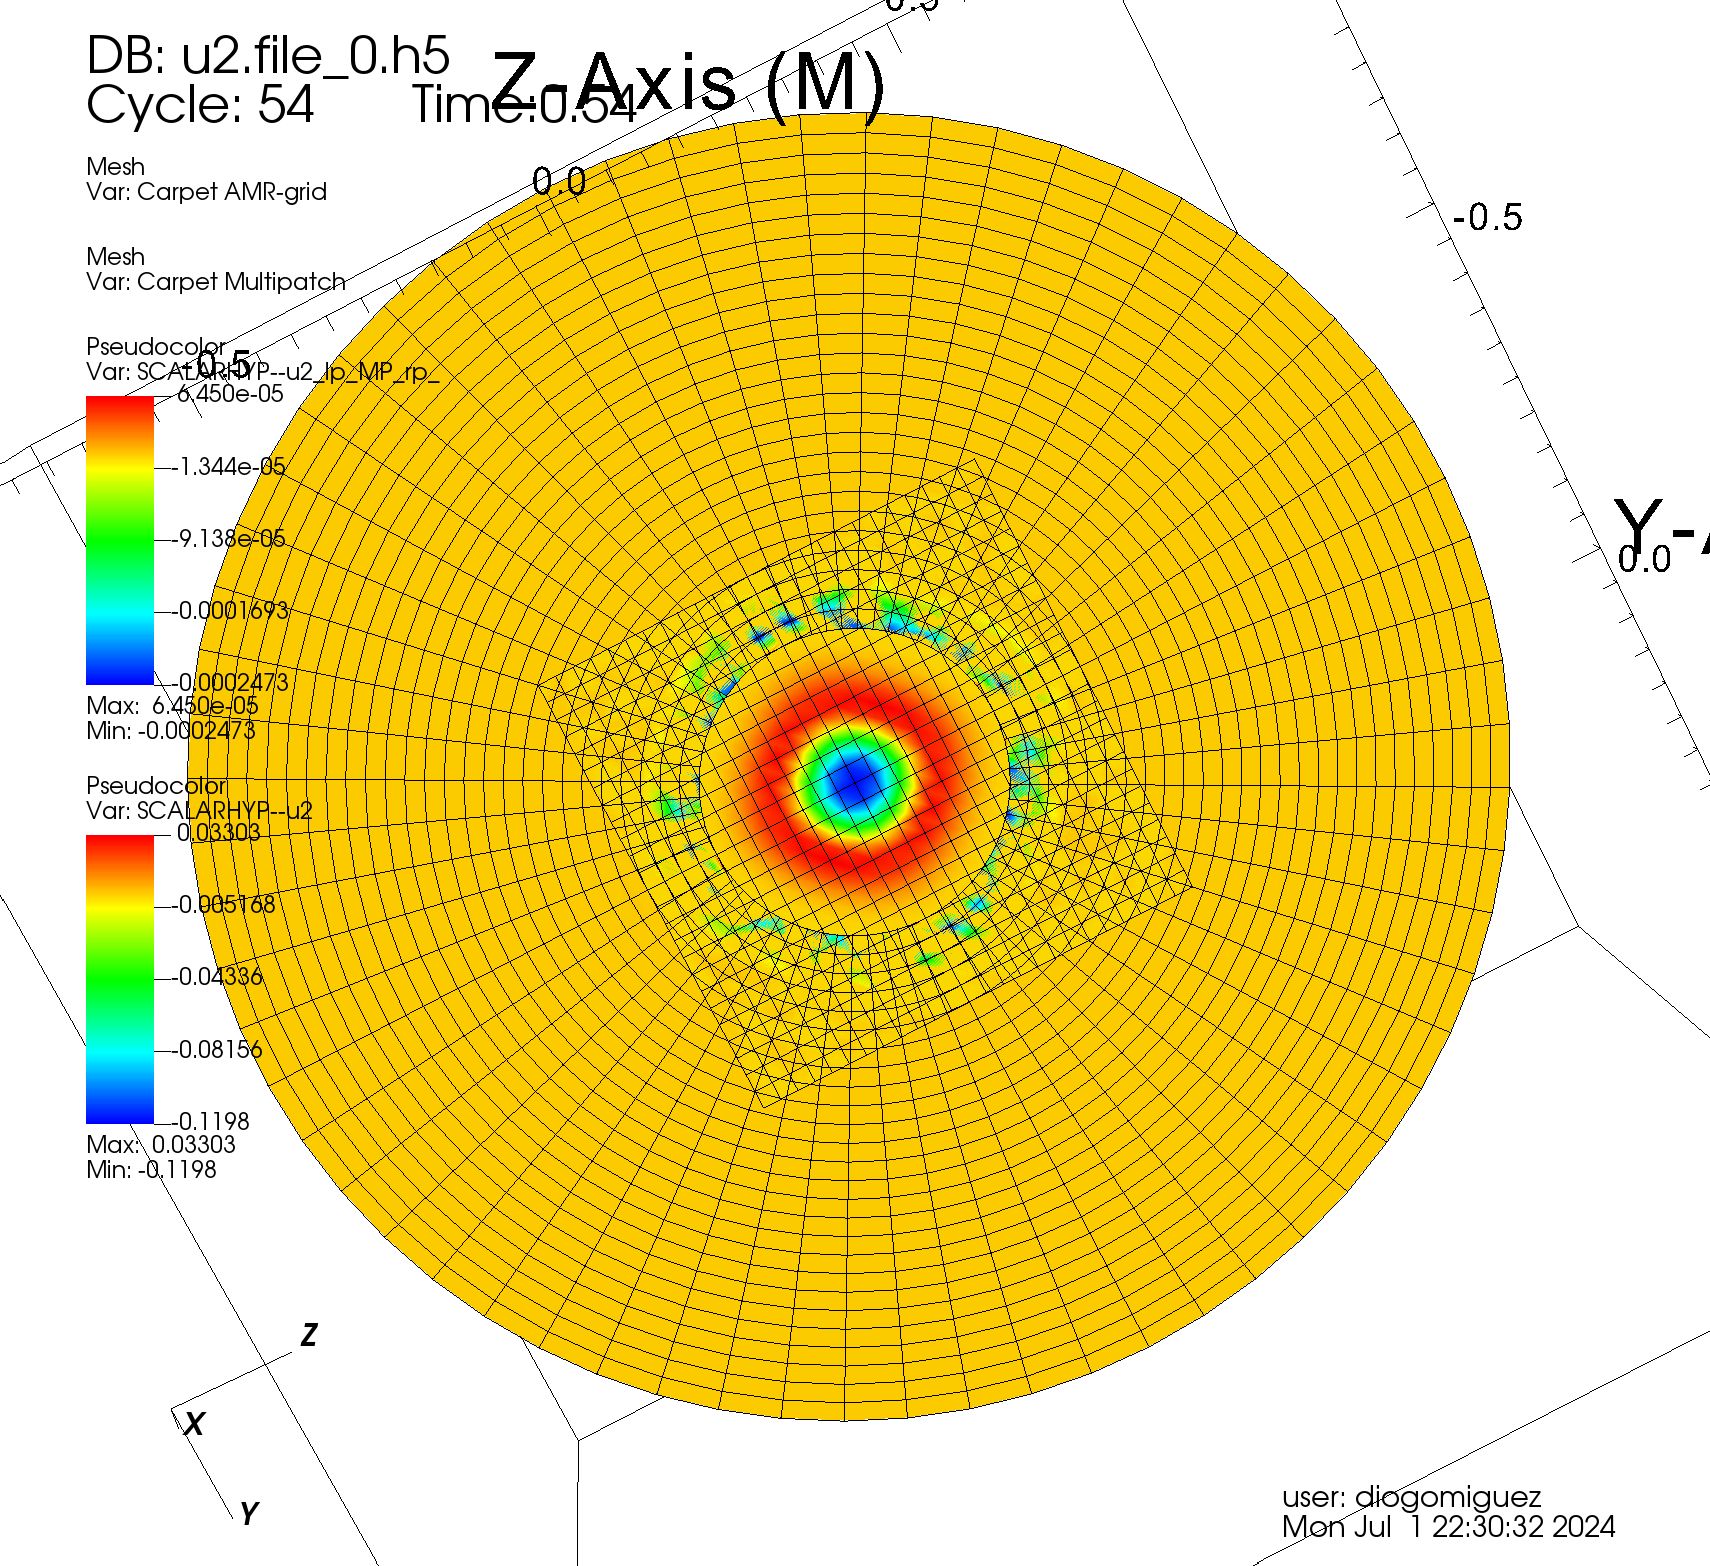 0.5
DB: u2.file_0.h5
Z-Axis (M)
Cycle: 54 Time:0.54
Mesh
Var: Carpet AMR-grid
0.0
-0.5
Mesh
Var: Carpet Multipatch
Pseudocolor
-0.5
Var: SCALARHYP--u2_lp_MP_rp_
6.450e-05
-1.344e-05
-9.138e-05
-0.0001693
-0.0002473
Max: 6.450e-05
Min: -0.0002473
Y-A
0.0
Pseudocolor
Var: SCALARHYP--u2
0.03303
-0.005168
-0.04336
-0.08156
-0.1198
Max: 0.03303
Min: -0.1198
Z
X
Y
user: diogomiguez
Mon Jul 1 22:30:32 2024